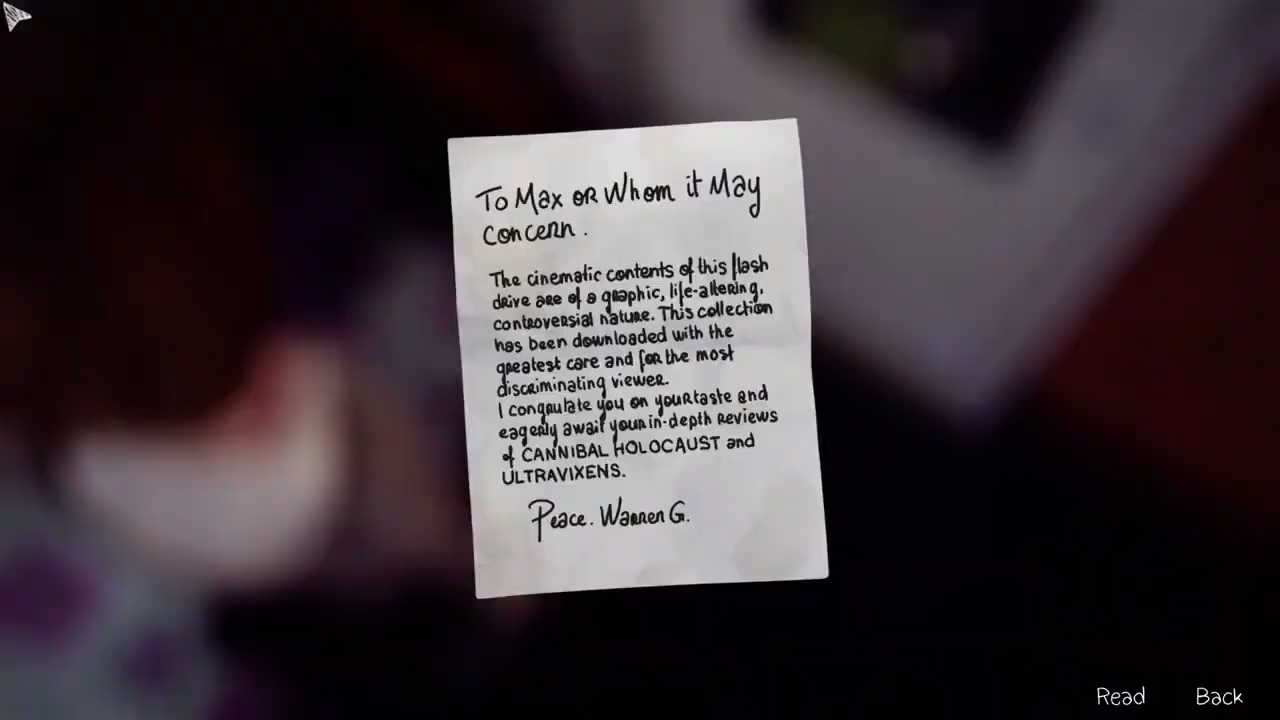 To Max or Whom it May
Concern.
The cinematic contents of this flash
drive are of a graphic, life-altering,
controversial nature. This collection
has been downloaded with the
greatest care and for the most
discriminating viewer.
I congrulate you on your taste and
eagerly await your in-depth reviews
of CANNIBAL HOLOCAUST and
ULTRAVIXENS.
Peace. Warren G.
Read Back